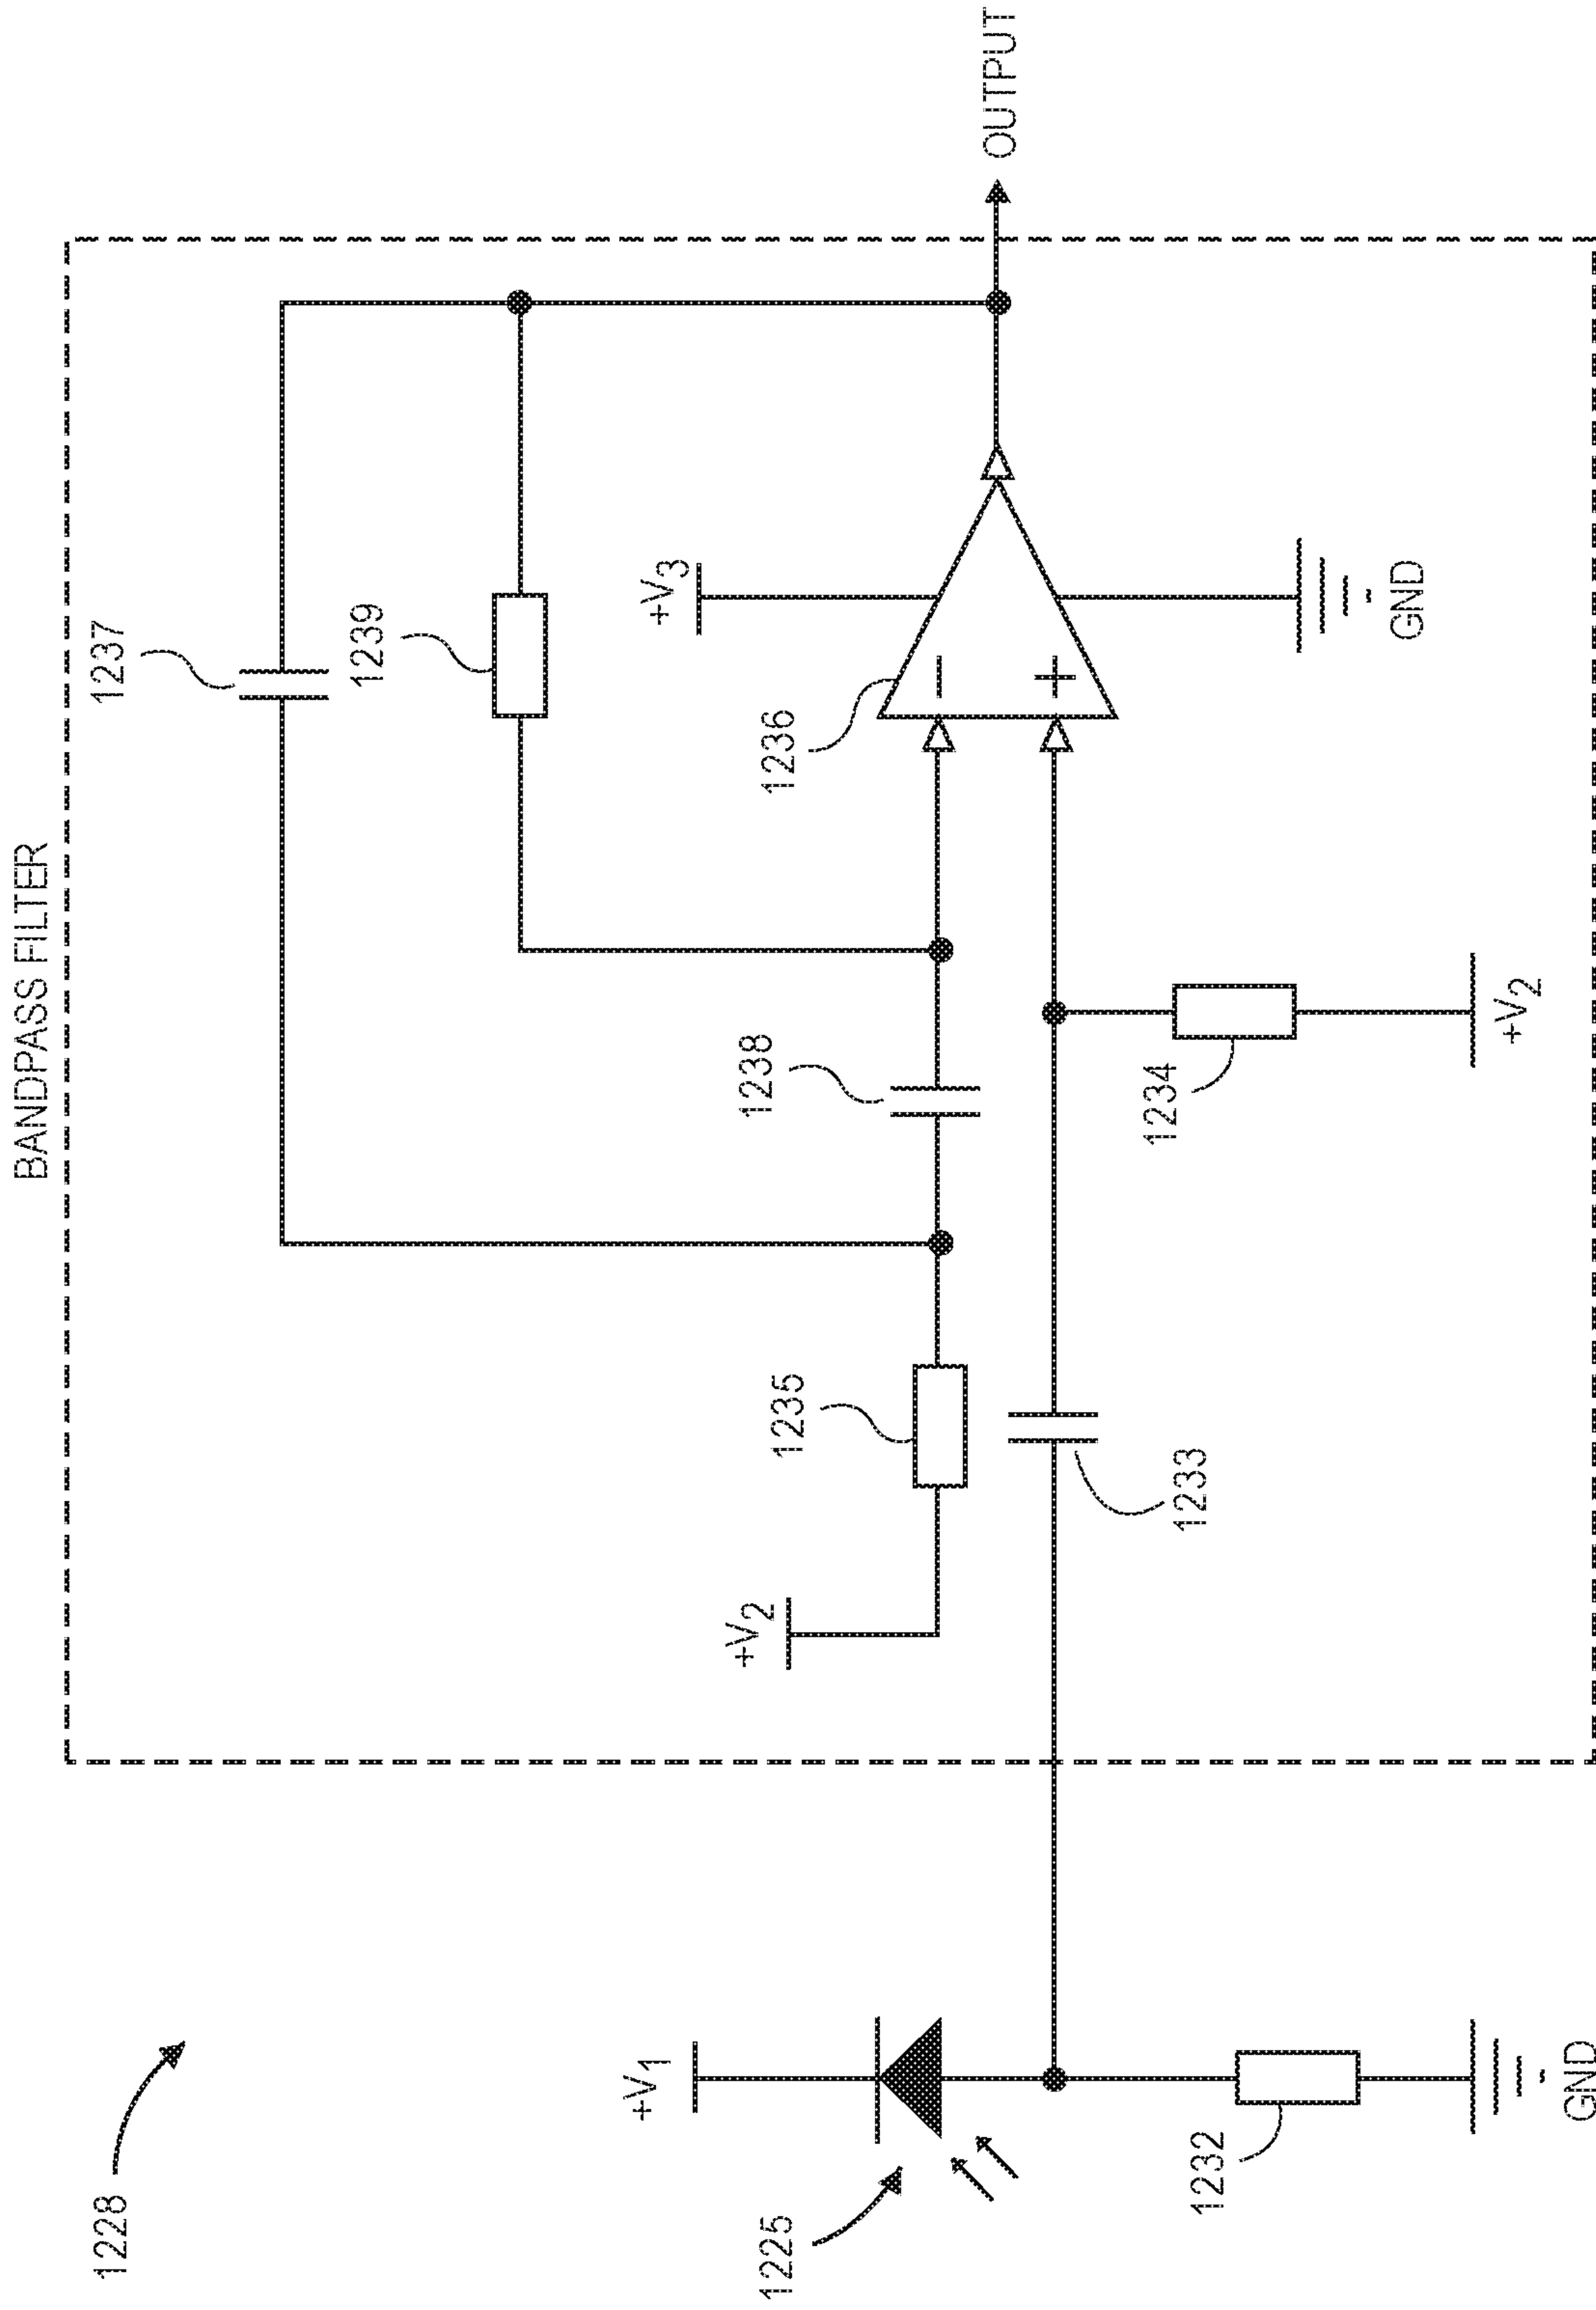 BANDPASS FILTER
1228
1237
1239
+V3
1236
OUTPUT
1238
+V2
1235
GND
1234
+V2
1233
+V1
1225
1232
GND